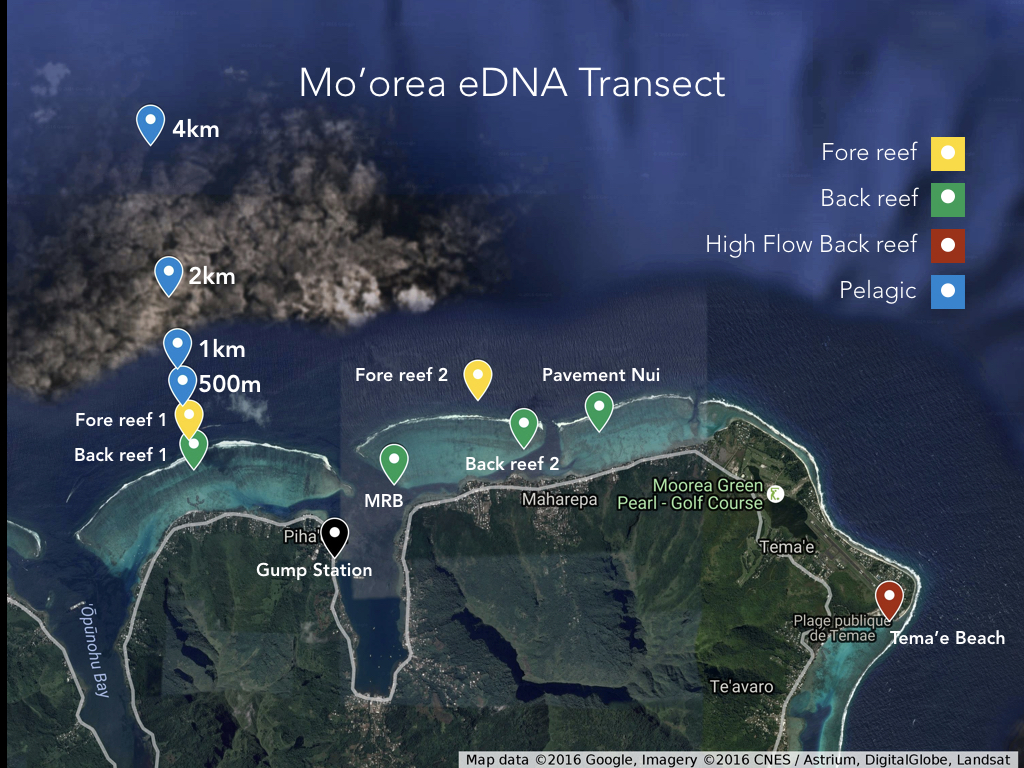 Mo’orea eDNA Transect
4km
Fore reef
Back reef
High Flow Back reef
Pelagic
2km
1km
500m
Fore reef 1
Back reef 1
Fore reef 2
Pavement Nui
Back reef 2
MRB
Maharepa
Moorea Green
Pearl - Golf Course
Piha'
Gump Station
Tema'e
Plage publique
de Temae
Tema’e Beach
'Ōpūnohu Bay
Te'avaro
Map data ©2016 Google, Imagery ©2016 CNES / Astrium, DigitalGlobe, Landsat